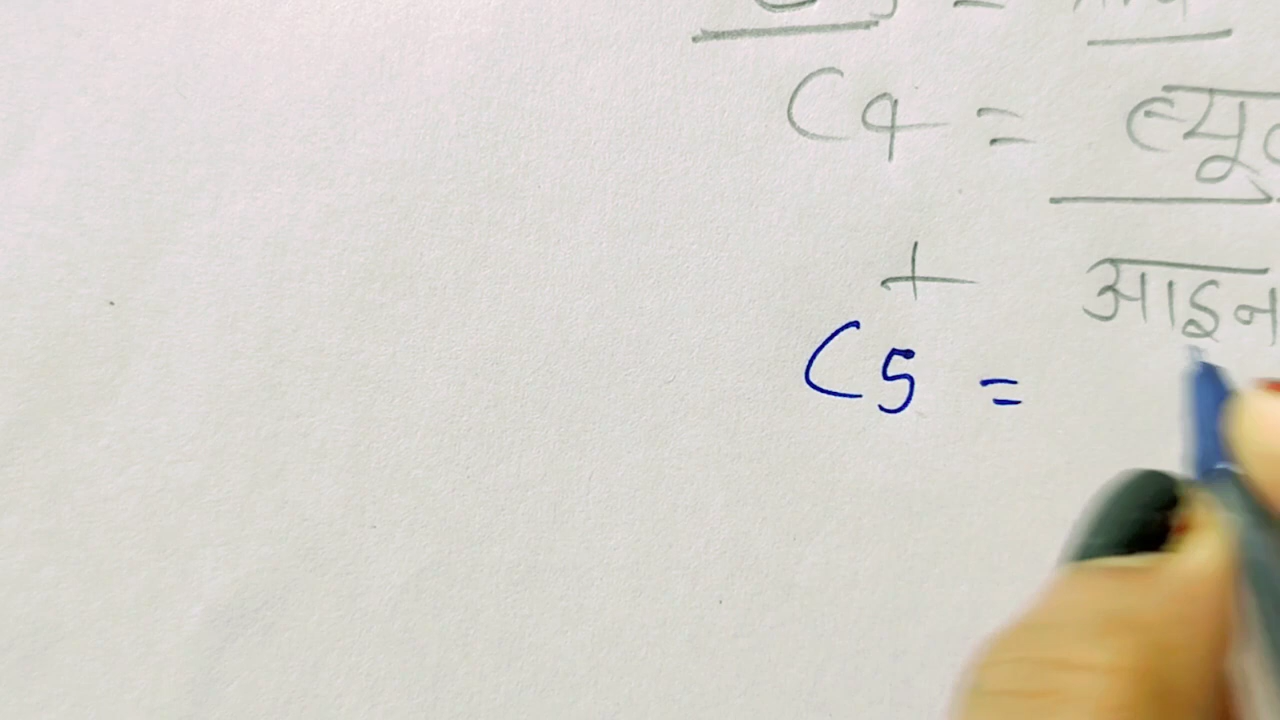 C4 = ल्यू
+ आइन
C5 =